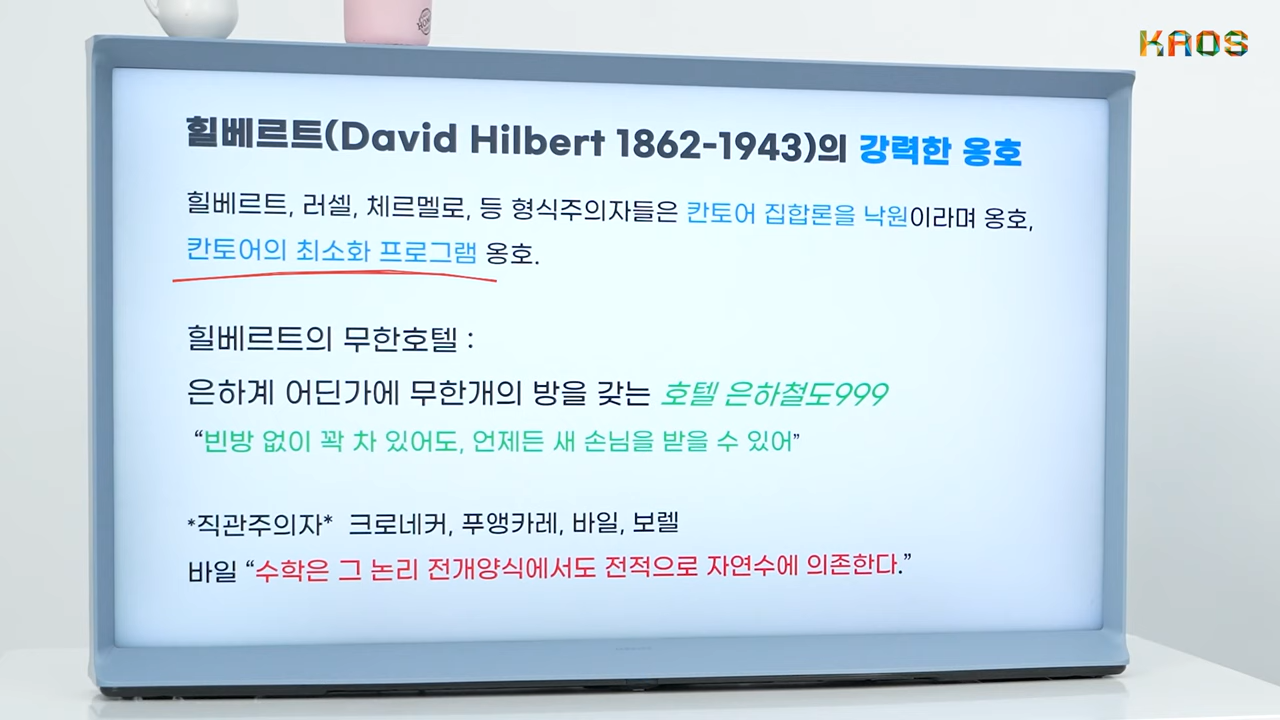 KAOS
힐베르트(David Hilbert 1862-1943)의 강력한 옹호
힐베르트, 러셀, 체르멜로, 등 형식주의자들은 칸토어 집합론을 낙원이라며 옹호,
칸토어의 최소화 프로그램 옹호.
힐베르트의 무한호텔 :
은하계 어딘가에 무한개의 방을 갖는 호텔 은하철도999
“빈방 없이 꽉 차 있어도, 언제든 새 손님을 받을 수 있어”
*직관주의자* 크로네커, 푸앵카레, 바일, 보렐
바일 “수학은 그 논리 전개양식에서도 전적으로 자연수에 의존한다.”